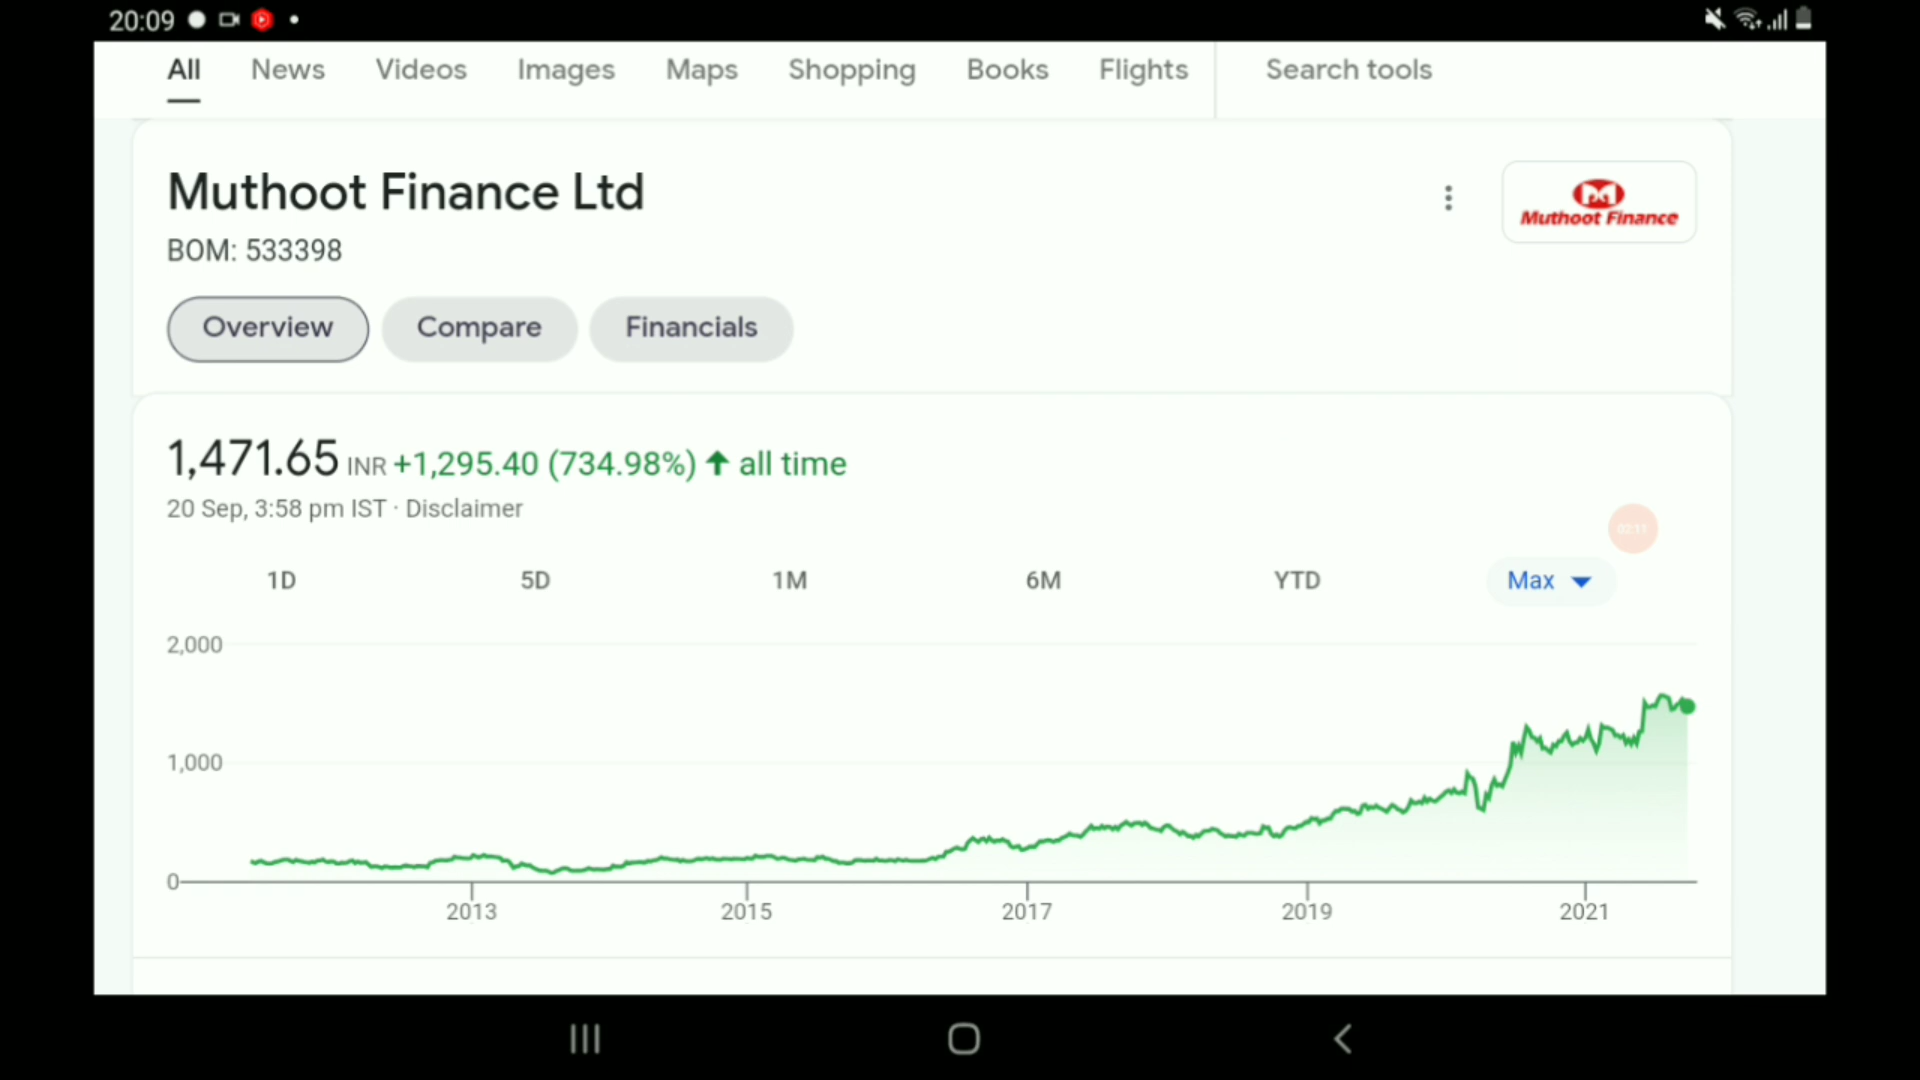 20:09
All News Videos Images Maps Shopping Books Flights Search tools
Muthoot Finance Ltd
Muthoot Finance
BOM: 533398
Overview Compare Financials
1,471.65 INR +1,295.40 (734.98%) ↑ all time
20 Sep, 3:58 pm IST · Disclaimer
02:11
1D 5D 1M 6M YTD Max
2,000
1,000
0
2013 2015 2017 2019 2021